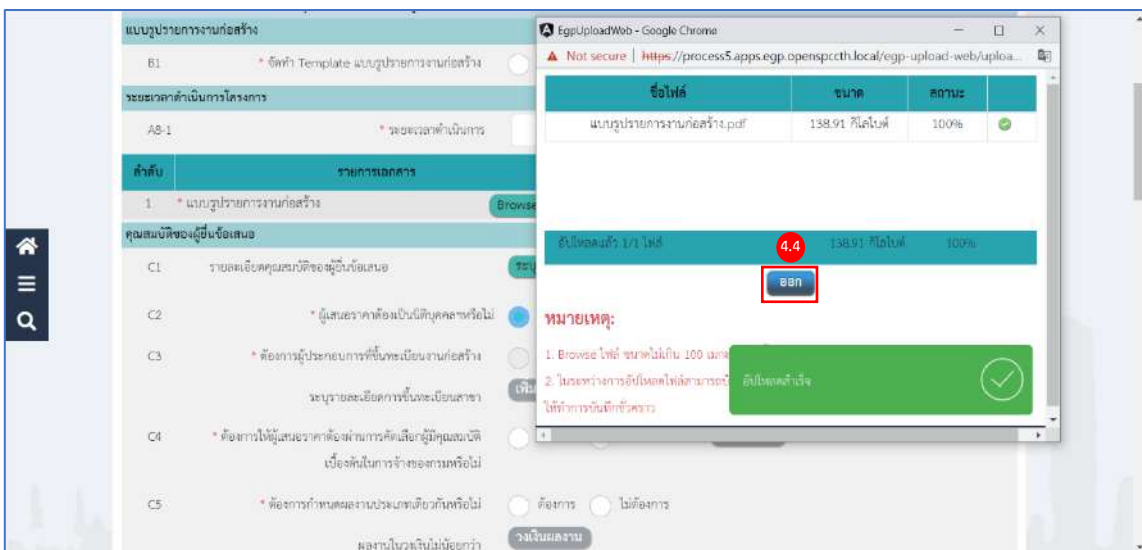 แบบรูปรายการงานก่อสร้าง
B1 * จัดทำ Template แบบรูปรายการงานก่อสร้าง
ระยะเวลาดำเนินการโครงการ
A8-1 * ระยะเวลาดำเนินการ
ลำดับ รายการเอกสาร
1 * แบบรูปรายการงานก่อสร้าง Browse
คุณสมบัติของผู้ยื่นข้อเสนอ
C1 รายละเอียดคุณสมบัติของผู้ยื่นข้อเสนอ ระบุ
C2 * ผู้เสนอราคาต้องเป็นนิติบุคคลฯหรือไม่
C3 * ต้องการผู้ประกอบการที่ขึ้นทะเบียนงานก่อสร้าง
ระบุรายละเอียดการขึ้นทะเบียนสาขา เพิ่ม
C4 * ต้องการให้ผู้เสนอราคาต้องผ่านการคัดเลือกผู้มีคุณสมบัติ
เบื้องต้นในการจ้างของกรมหรือไม่
C5 * ต้องการกำหนดผลงานประเภทเดียวกันหรือไม่ ต้องการ ไม่ต้องการ
ผลงานในวงเงินไม่น้อยกว่า วงเงินผลงาน
EgpUploadWeb - Google Chrome
Not secure | https://process5.apps.egp.openspccth.local/egp-upload-web/uploa...
ชื่อไฟล์ ขนาด สถานะ
แบบรูปรายการงานก่อสร้าง.pdf 138.91 กิโลไบต์ 100%
อัปโหลดแล้ว 1/1 ไฟล์ 138.91 กิโลไบต์ 100%
4.4
ออก
หมายเหตุ:
1. Browse ไฟล์ ขนาดไม่เกิน 100 เมกะ
2. ในระหว่างการอัปโหลดไฟล์สามารถ
ให้ทำการบันทึกชั่วคราว
อัปโหลดสำเร็จ